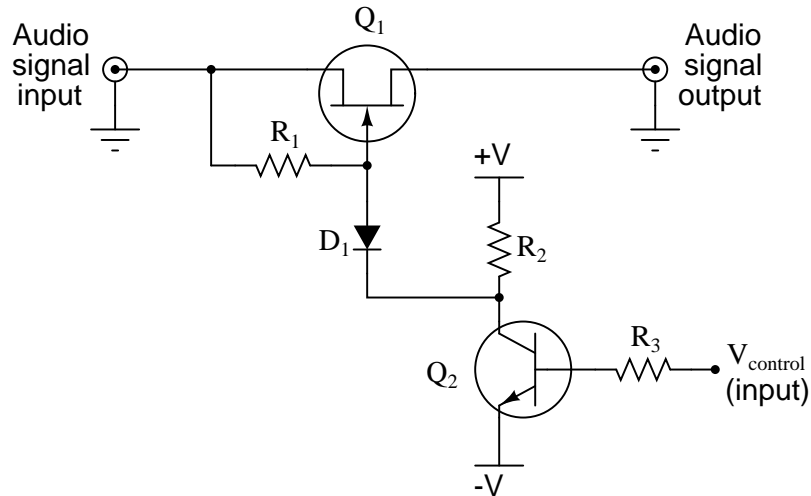 Q1
Audio
signal
input
Audio
signal
output
R1
+V
D1
R2
Q2
R3
Vcontrol
(input)
-V